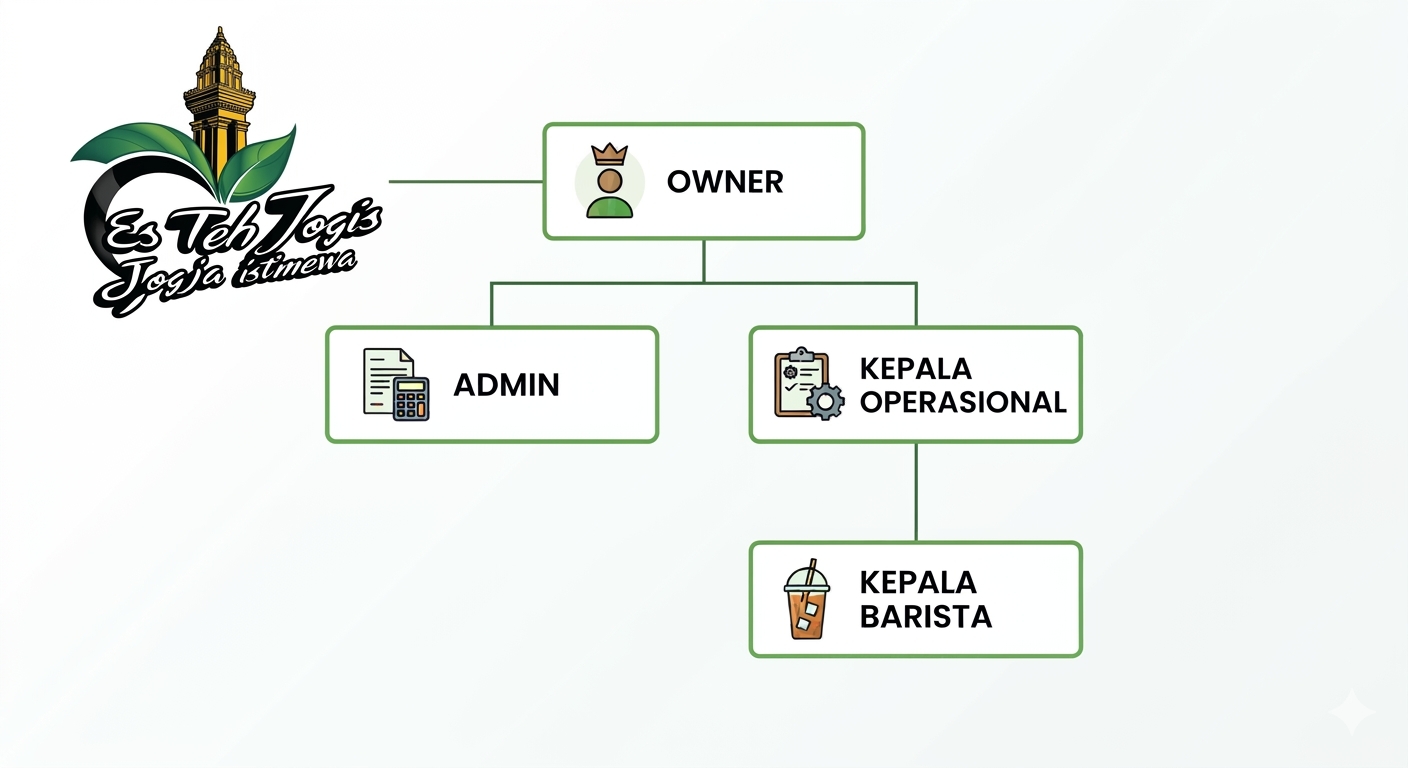 Es Teh Jogis
Jogja istimewa
OWNER
ADMIN
KEPALA
OPERASIONAL
KEPALA
BARISTA